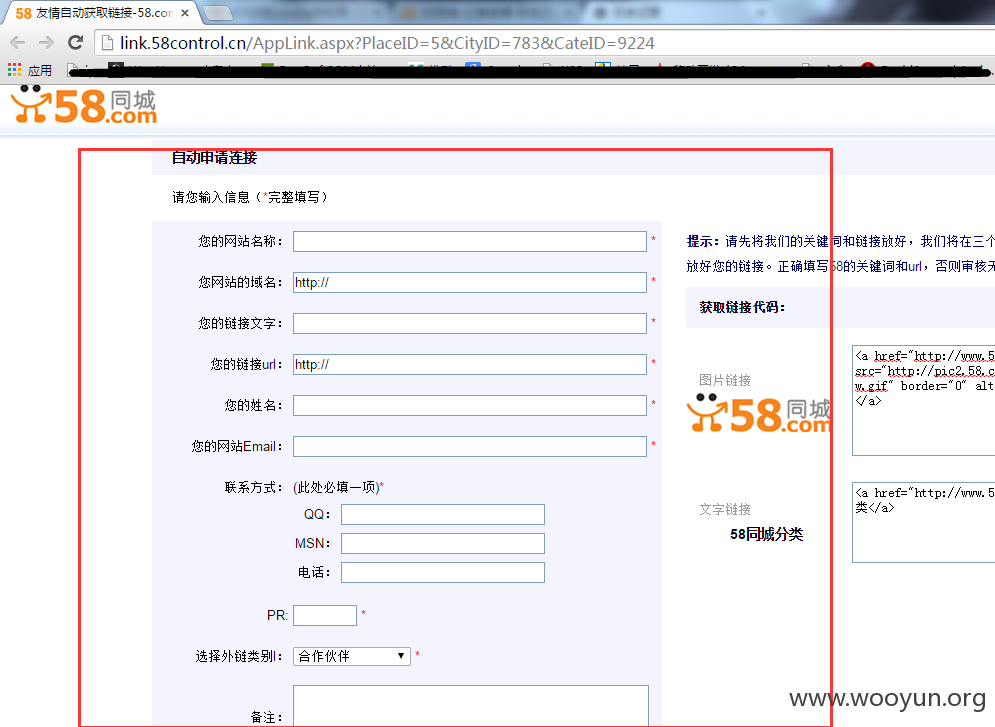 58 友情自动获取链接-58.cor
link.58control.cn/AppLink.aspx?PlaceID=5&CityID=783&CateID=9224
应用
58同城.com
自动申请连接
请您输入信息（*完整填写）
您的网站名称： *
您网站的域名： http:// *
您的链接文字： *
您的链接url： http:// *
您的姓名： *
您的网站Email： *
联系方式： (此处必填一项)*
QQ：
MSN：
电话：
PR: *
选择外链类别： 合作伙伴 *
备注：
提示：请先将我们的关键词和链接放好，我们将在三个
放好您的链接。正确填写58的关键词和url，否则审核无
获取链接代码：
图片链接
58同城.com
<a href="http://www.5
src="http://pic2.58.c
w.gif" border="0" alt
</a>
文字链接
58同城分类
<a href="http://www.5
类</a>
www.wooyun.org